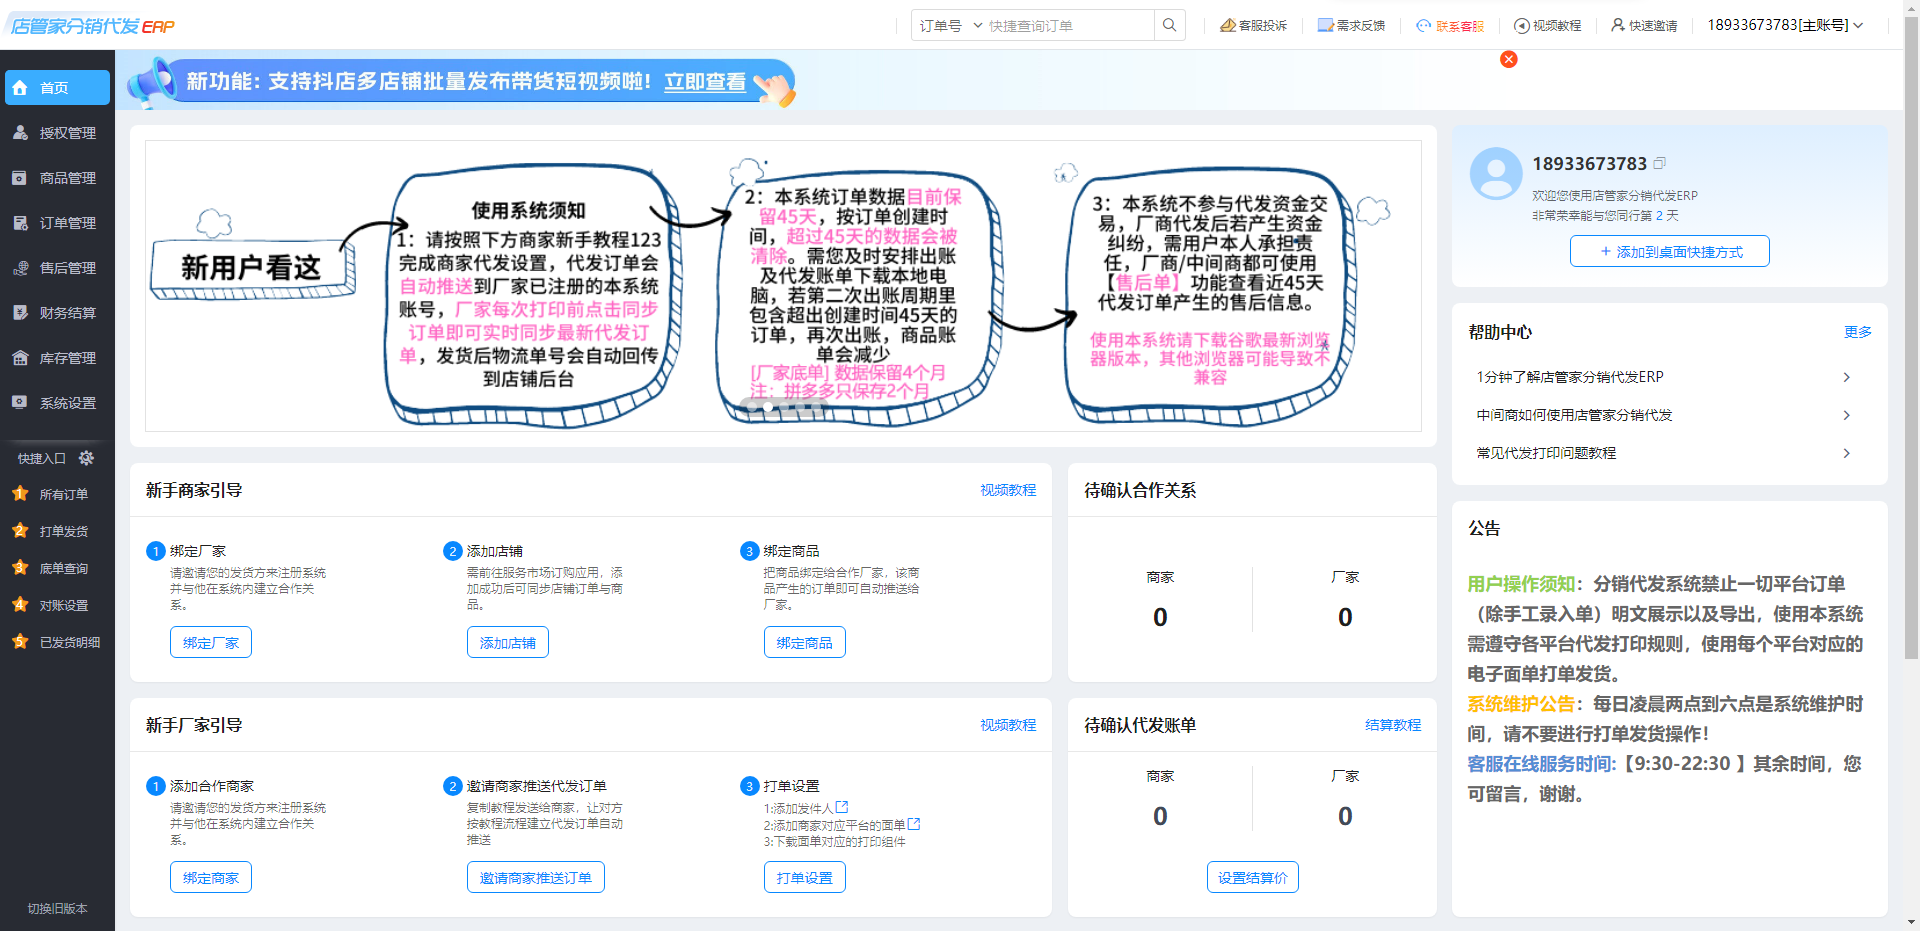 店管家分销代发ERP
订单号
快捷查询订单
客服投诉
需求反馈
联系客服
视频教程
快速邀请
18933673783[主账号]
首页
授权管理
商品管理
订单管理
售后管理
财务结算
库存管理
系统设置
快捷入口
1 所有订单
2 打单发货
3 底单查询
4 对账设置
5 已发货明细
切换旧版本
新功能: 支持抖店多店铺批量发布带货短视频啦! 立即查看
新用户看这
使用系统须知
1：请按照下方商家新手教程123
完成商家代发设置，代发订单会
自动推送到厂家已注册的本系统
账号，厂家每次打印前点击同步
订单即可实时同步最新代发订
单，发货后物流单号会自动回传
到店铺后台
2：本系统订单数据目前保
留45天，按订单创建时
间，超过45天的数据会被
清除。需您及时安排出账
及代发账单下载本地电
脑，若第二次出账周期里
包含超出创建时间45天的
订单，再次出账，商品账
单会减少
[厂家底单] 数据保留4个月
注：拼多多只保存2个月
3：本系统不参与代发资金交
易，厂商代发后若产生资金
纠纷，需用户本人承担责
任，厂商/中间商都可使用
【售后单】功能查看近45天
代发订单产生的售后信息。
使用本系统请下载谷歌最新浏览
器版本，其他浏览器可能导致不
兼容
18933673783
欢迎您使用店管家分销代发ERP
非常荣幸能与您同行第 2 天
+ 添加到桌面快捷方式
帮助中心
更多
1分钟了解店管家分销代发ERP
中间商如何使用店管家分销代发
常见代发打印问题教程
新手商家引导
视频教程
1 绑定厂家
请邀请您的发货方来注册系统
并与他在系统内建立合作关
系。
绑定厂家
2 添加店铺
需前往服务市场订购应用，添
加成功后可同步店铺订单与商
品。
添加店铺
3 绑定商品
把商品绑定给合作厂家，该商
品产生的订单即可自动推送给
厂家。
绑定商品
待确认合作关系
商家
0
厂家
0
公告
用户操作须知：分销代发系统禁止一切平台订单
（除手工录入单）明文展示以及导出，使用本系统
需遵守各平台代发打印规则，使用每个平台对应的
电子面单打单发货。
系统维护公告：每日凌晨两点到六点是系统维护时
间，请不要进行打单发货操作！
客服在线服务时间:【9:30-22:30 】其余时间，您
可留言，谢谢。
新手厂家引导
视频教程
1 添加合作商家
请邀请您的发货方来注册系统
并与他在系统内建立合作关
系。
绑定商家
2 邀请商家推送代发订单
复制教程发送给商家，让对方
按教程流程建立代发订单自动
推送
邀请商家推送订单
3 打单设置
1:添加发件人
2:添加商家对应平台的面单
3:下载面单对应的打印组件
打单设置
待确认代发账单
结算教程
商家
0
厂家
0
设置结算价